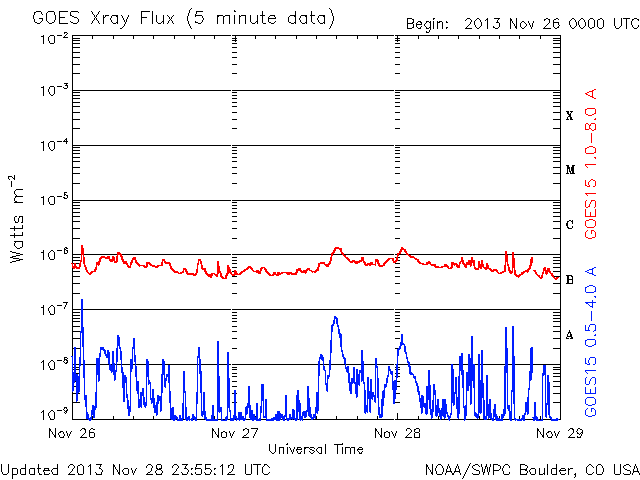 GOES Xray Flux (5 minute data)
Begin: 2013 Nov 26 0000 UTC
10⁻²
10⁻³
10⁻⁴
10⁻⁵
10⁻⁶
10⁻⁷
10⁻⁸
10⁻⁹
Watts m⁻²
X
M
C
B
A
GOES15 1.0-8.0 A
GOES15 0.5-4.0 A
Nov 26
Nov 27
Nov 28
Nov 29
Universal Time
Updated 2013 Nov 28 23:55:12 UTC
NOAA/SWPC Boulder, CO USA